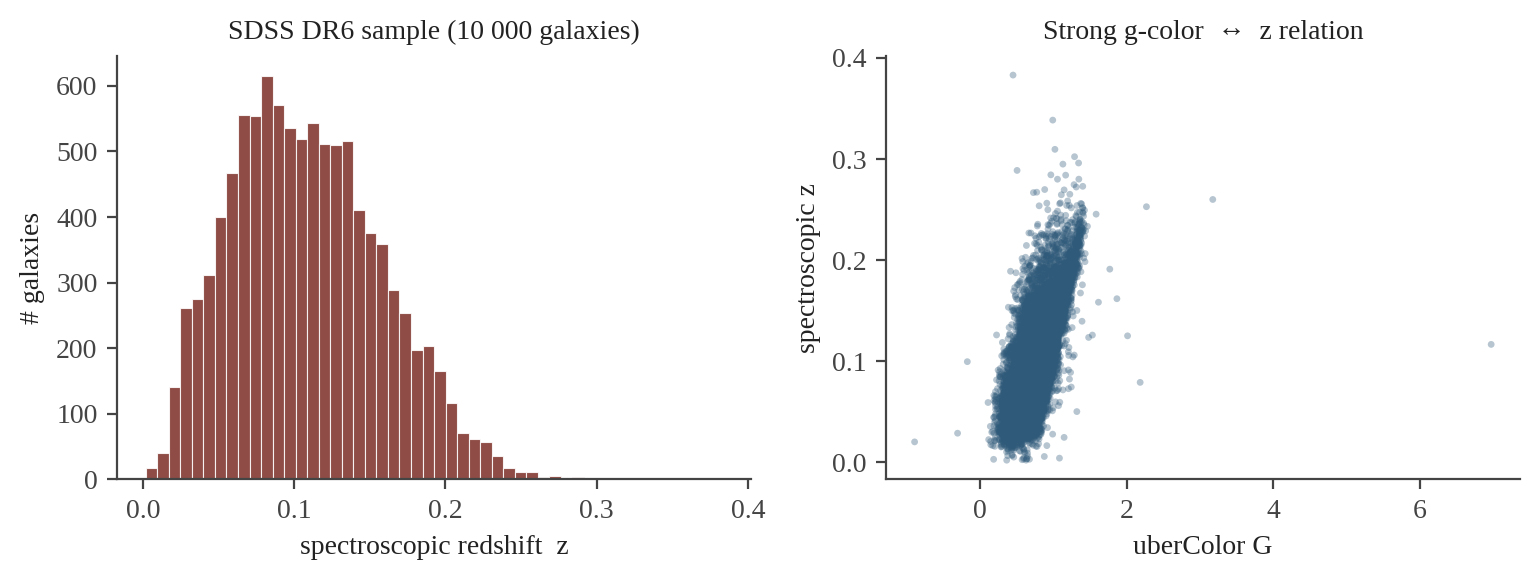 SDSS DR6 sample (10 000 galaxies)
# galaxies
600
500
400
300
200
100
0
0.0 0.1 0.2 0.3 0.4
spectroscopic redshift z
Strong g-color ↔ z relation
spectroscopic z
0.4
0.3
0.2
0.1
0.0
0 2 4 6
uberColor G